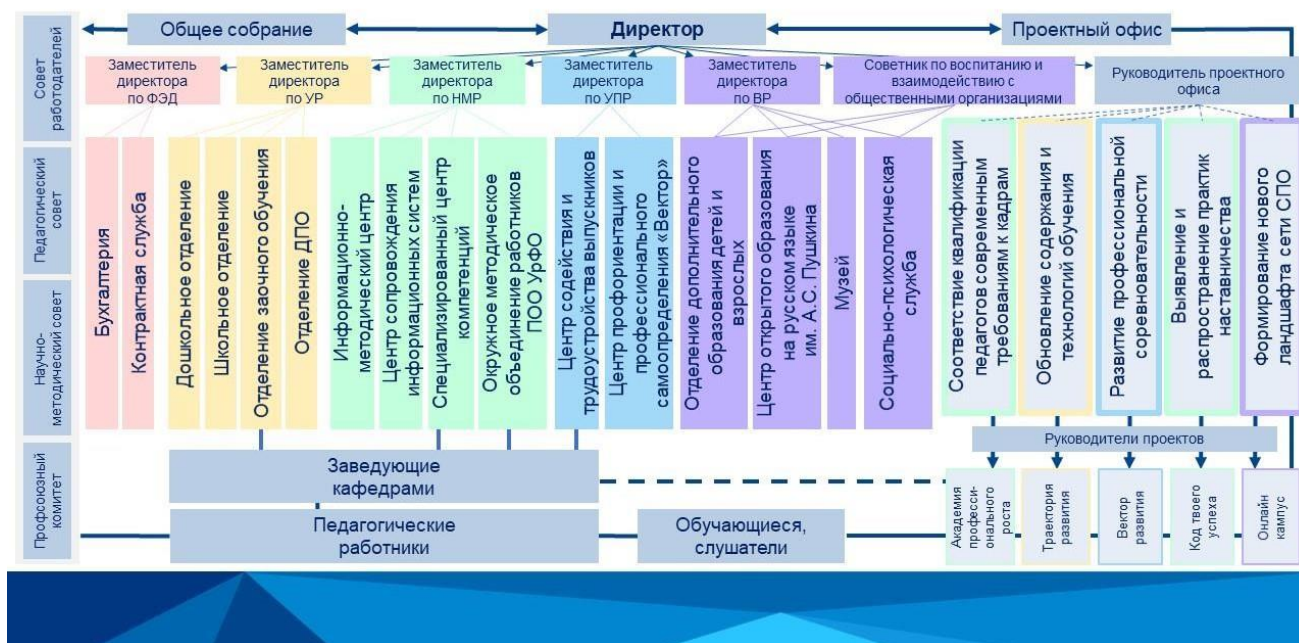 Общее собрание
Директор
Проектный офис
Совет
работодателей
Педагогический
совет
Научно-
методический совет
Профсоюзный
комитет
Заместитель
директора
по ФЭД
Заместитель
директора
по УР
Заместитель
директора
по НМР
Заместитель
директора
по УПР
Заместитель
директора
по ВР
Советник по воспитанию и
взаимодействию с
общественными организациями
Руководитель проектного
офиса
Бухгалтерия
Контрактная служба
Дошкольное отделение
Школьное отделение
Отделение заочного обучения
Отделение ДПО
Информационно-
методический центр
Центр сопровождения
информационных систем
Специализированный центр
компетенций
Окружное методическое
объединение работников
ПОО УрФО
Центр содействия и
трудоустройства выпускников
Центр профориентации и
профессионального
самопределения «Вектор»
Отделение дополнительного
образования детей и
взрослых
Центр открытого образования
на русском языке
им. А.С. Пушкина
Музей
Социально-психологическая
служба
Соответствие квалификации
педагогов современным
требованиям к кадрам
Обновление содержания и
технологий обучения
Развитие профессиональной
соревновательности
Выявление и
распространение практик
наставничества
Формирование нового
ландшафта сети СПО
Руководители проектов
Заведующие
кафедрами
Педагогические
работники
Обучающиеся,
слушатели
Академия
професси-
онального
роста
Траектория
развития
Вектор
развития
Код твоего
успеха
Онлайн
кампус